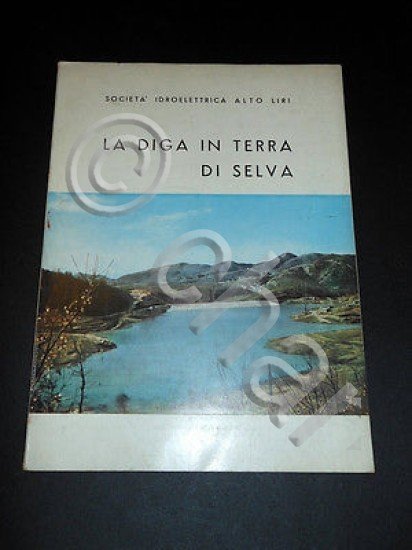 SOCIETA' IDROELETTRICA ALTO LIRI
LA DIGA IN TERRA
DI SELVA